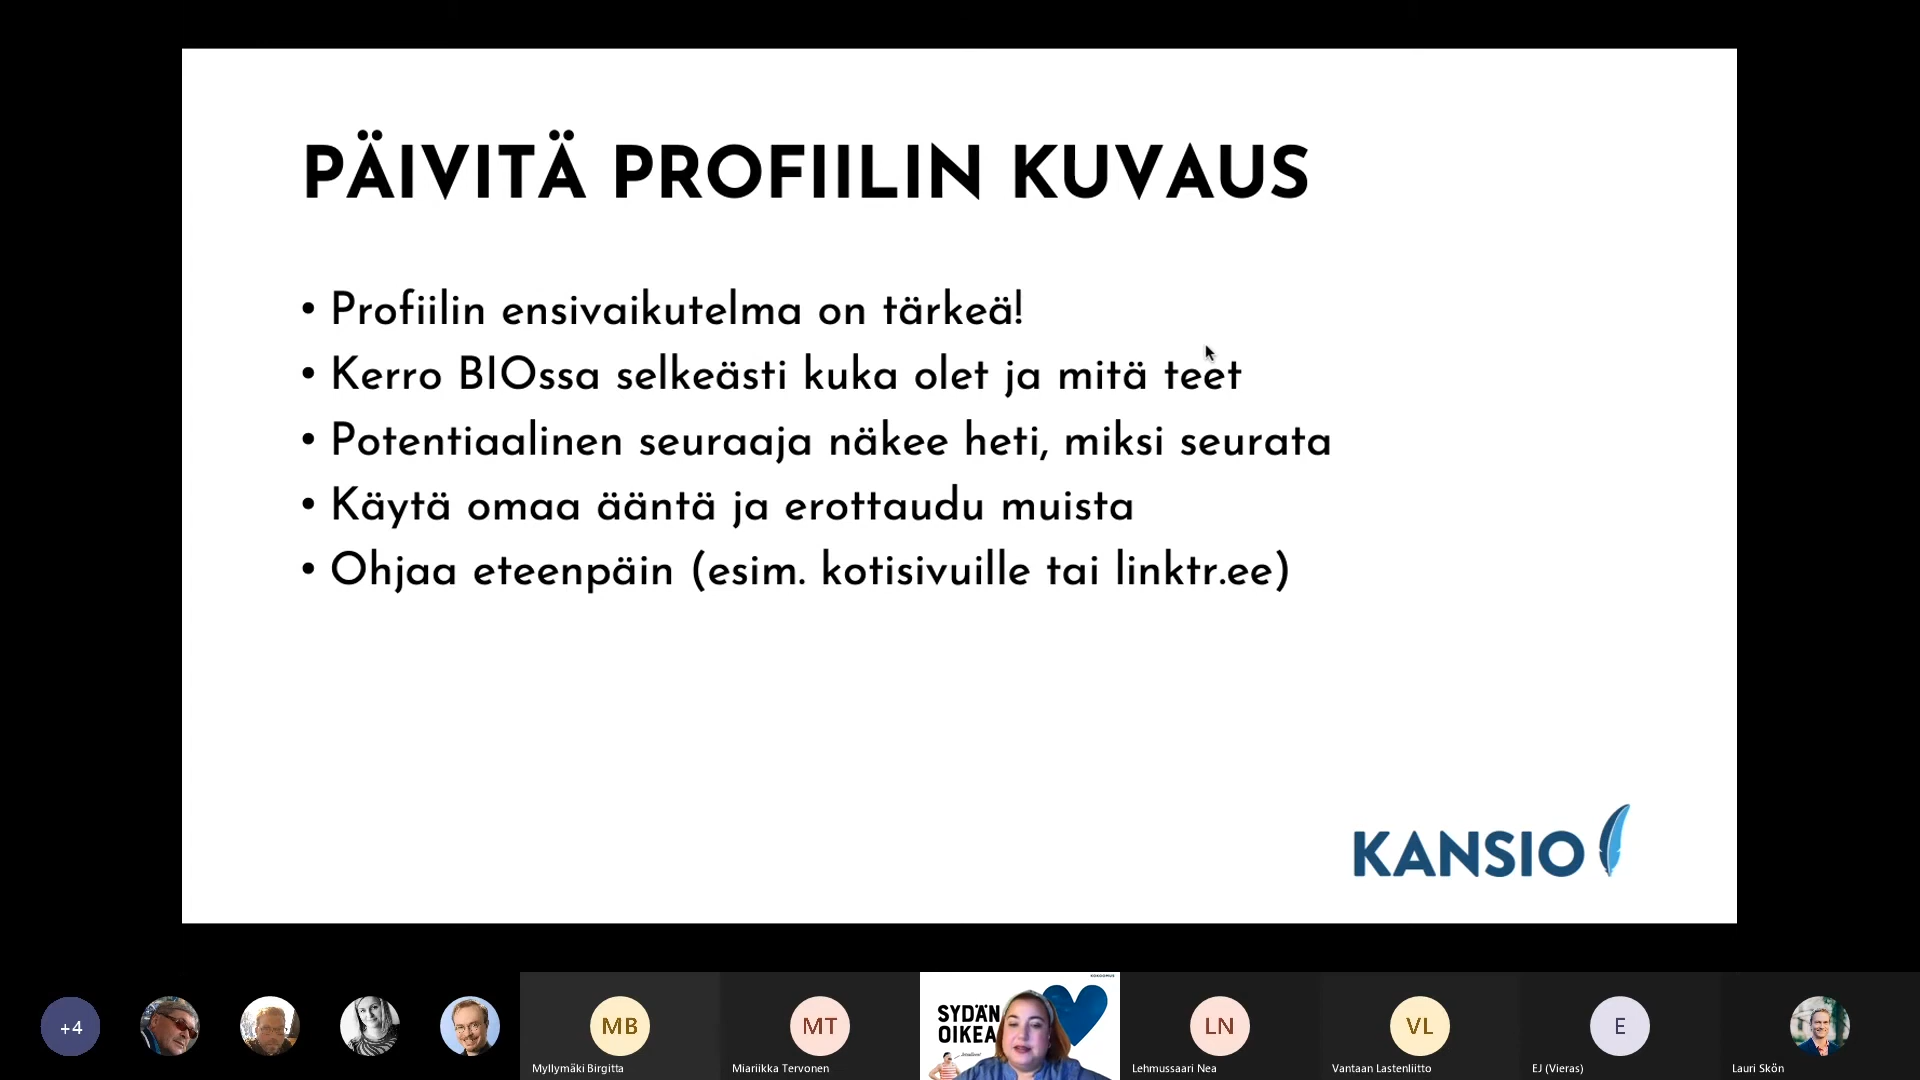 PÄIVITÄ PROFIILIN KUVAUS
• Profiilin ensivaikutelma on tärkeä!
• Kerro BIOssa selkeästi kuka olet ja mitä teet
• Potentiaalinen seuraaja näkee heti, miksi seurata
• Käytä omaa ääntä ja erottaudu muista
• Ohjaa eteenpäin (esim. kotisivuille tai linktr.ee)
KANSIO
+4
MB
Myllymäki Birgitta
MT
Miariikka Tervonen
KOKOOMUS
SYDÄN
OIKEA
LN
Lehmussaari Nea
VL
Vantaan Lastenliitto
E
EJ (Vieras)
Lauri Skön